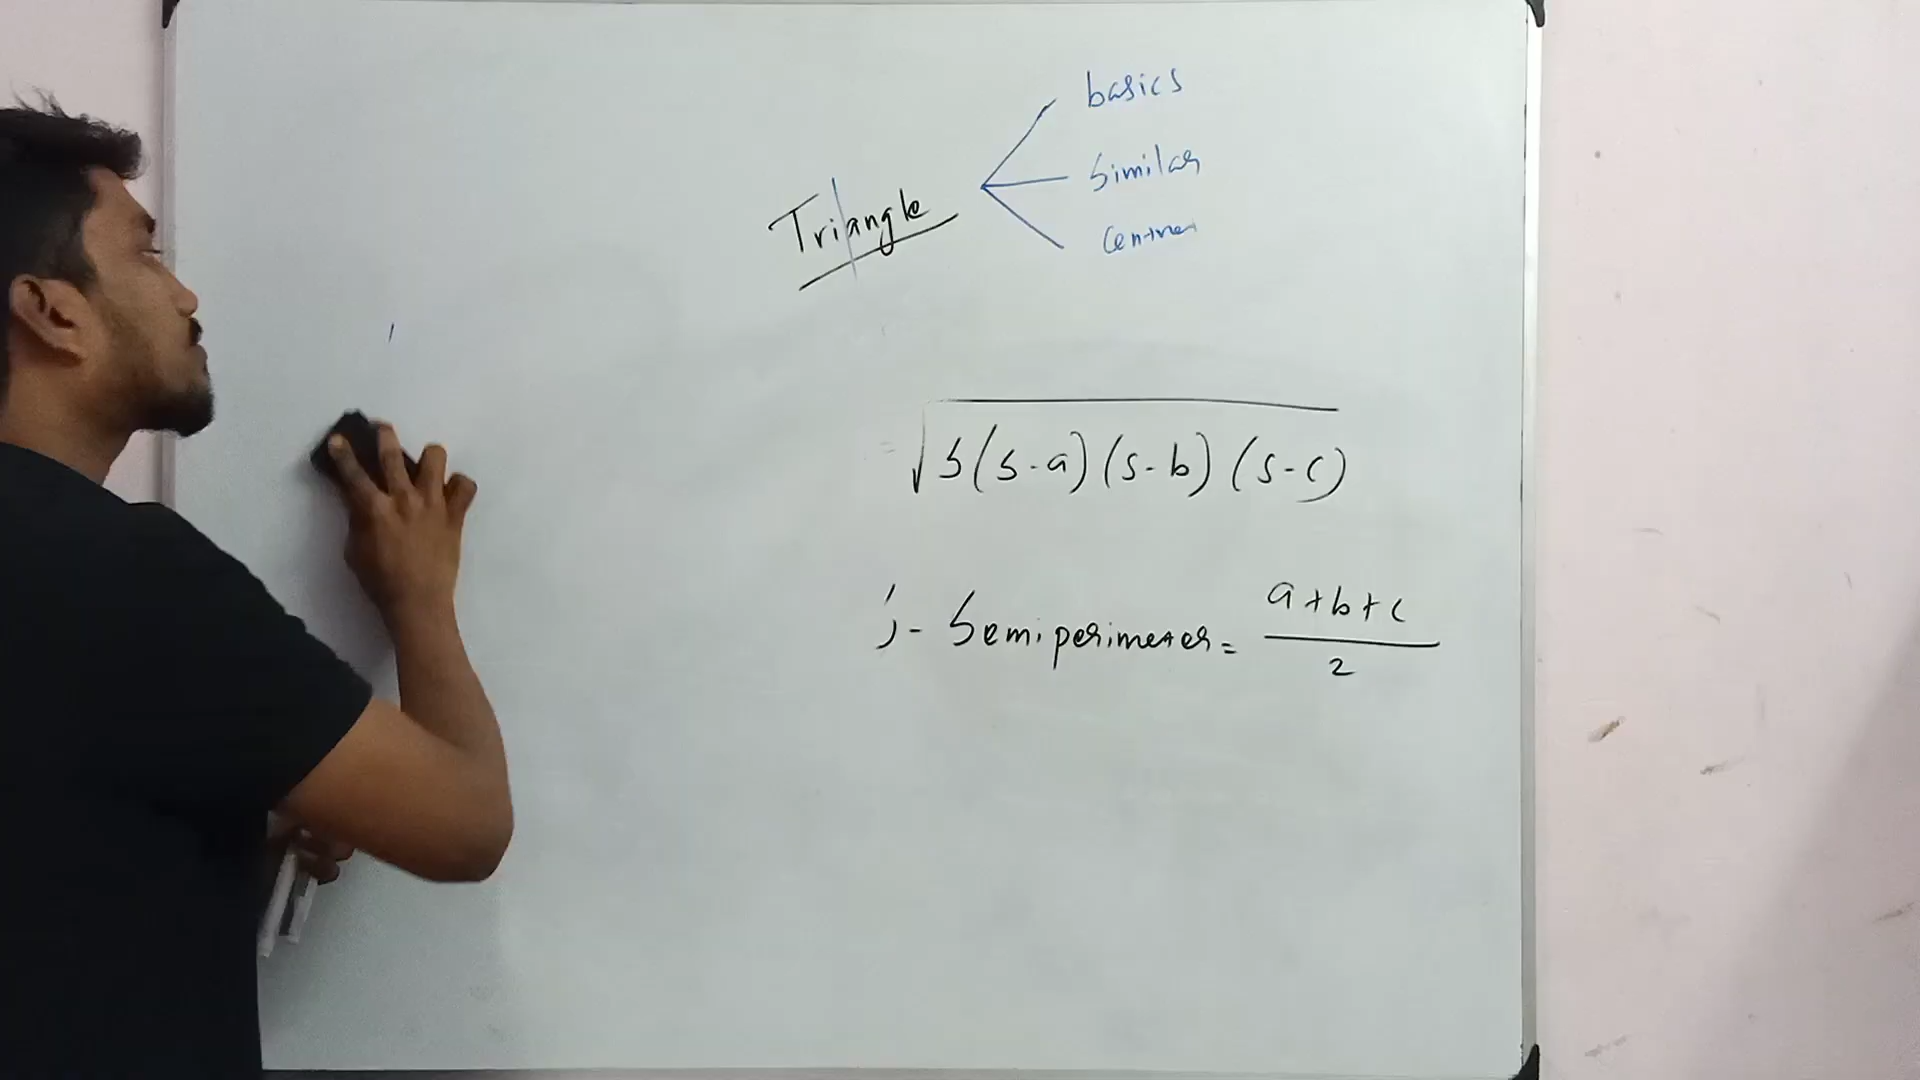 basics
Similar
Triangle
Centres
= √S(S-a)(S-b)(S-c)
S - Semiperimeter = a+b+c
2